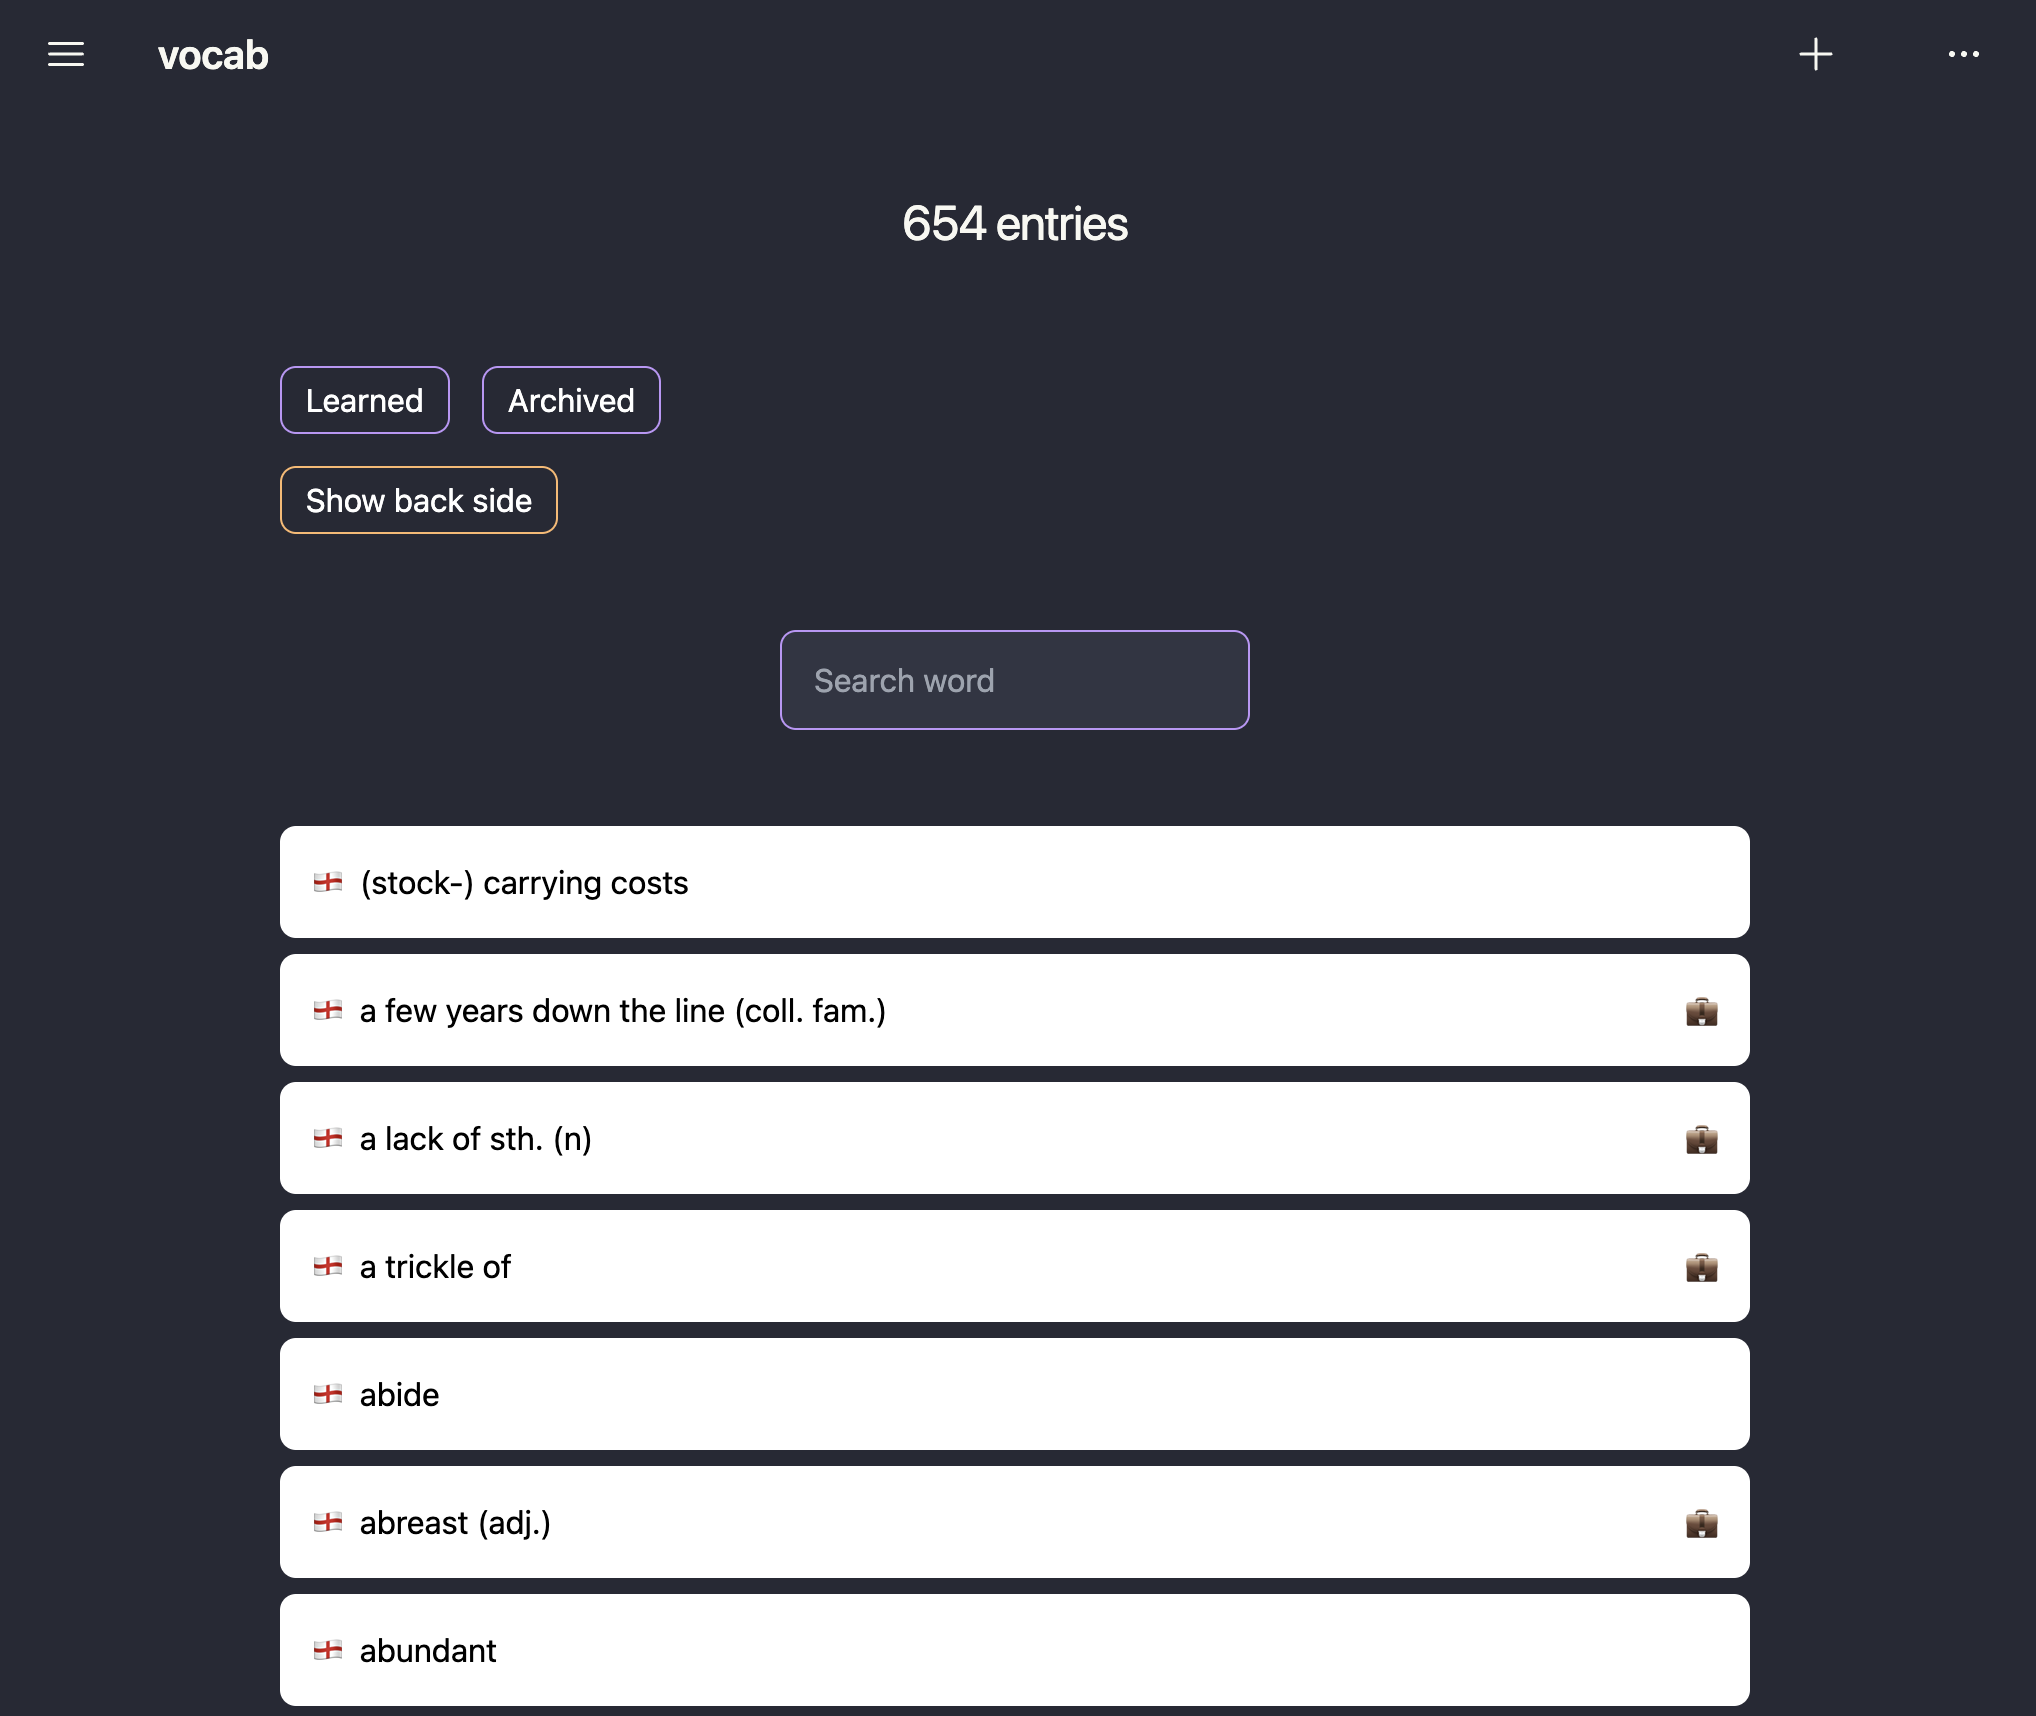 vocab
654 entries
Learned Archived
Show back side
Search word
(stock-) carrying costs
a few years down the line (coll. fam.)
a lack of sth. (n)
a trickle of
abide
abreast (adj.)
abundant